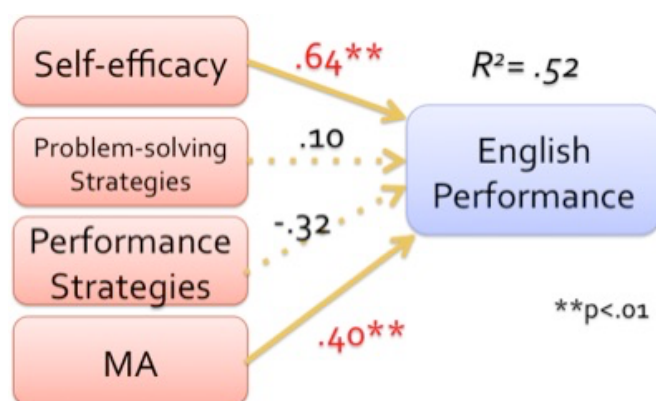 Self-efficacy
.64**
R²= .52
Problem-solving
Strategies
.10
English
Performance
Performance
Strategies
-.32
MA
.40**
**p<.01